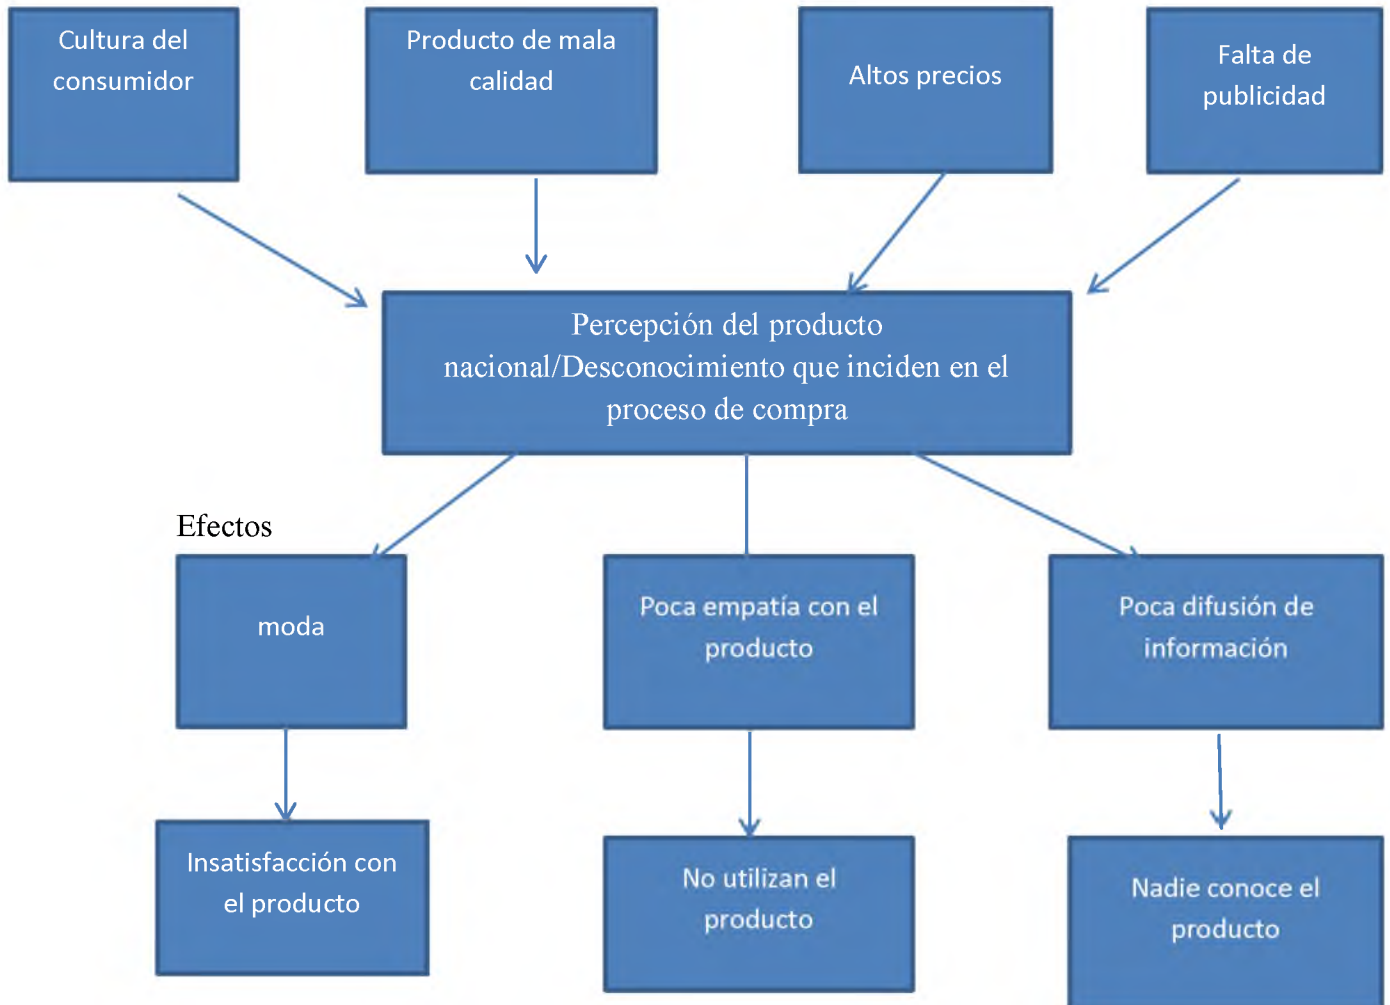 Cultura del
consumidor
Producto de mala
calidad
Altos precios
Falta de
publicidad
Percepción del producto
nacional/Desconocimiento que inciden en el
proceso de compra
Efectos
moda
Poca empatía con el
producto
Poca difusión de
información
Insatisfacción con
el producto
No utilizan el
producto
Nadie conoce el
producto